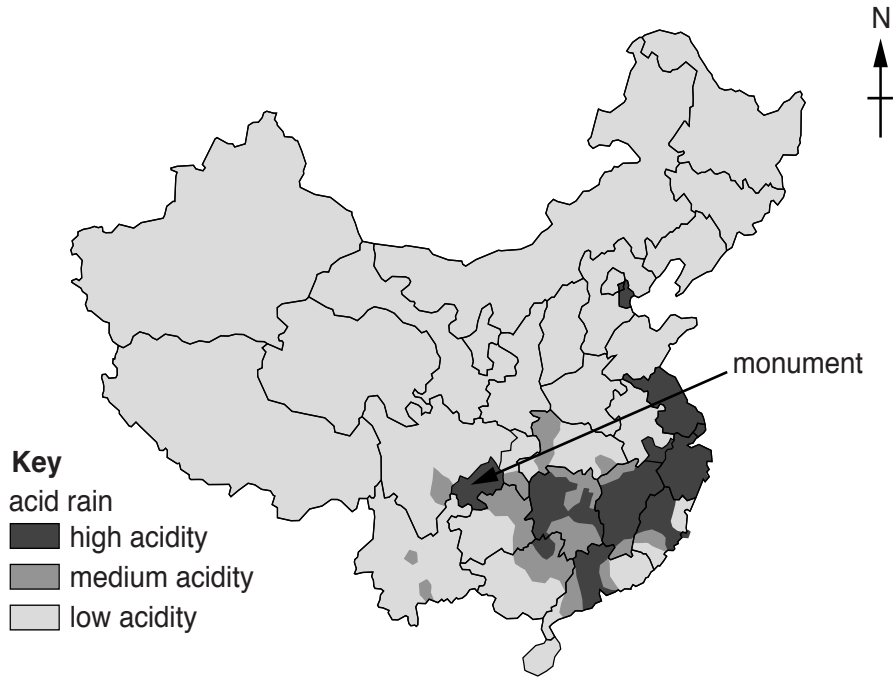 N
monument
Key
acid rain
high acidity
medium acidity
low acidity